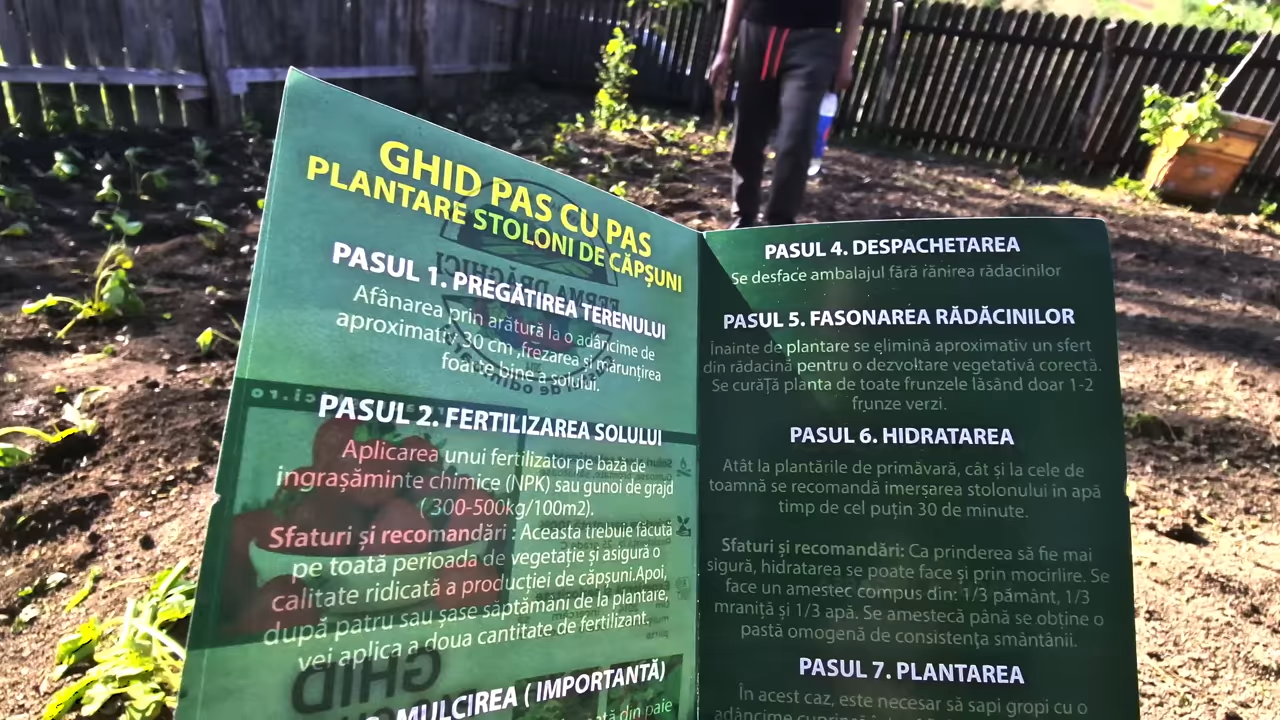 GHID PAS CU PAS
PLANTARE STOLONI DE CĂPȘUNI
PASUL 1. PREGĂTIREA TERENULUI
Afânarea prin arătură la o adâncime de
aproximativ 30 cm ,frezarea și mărunțirea
foarte bine a solului.
PASUL 2. FERTILIZAREA SOLULUI
Aplicarea unui fertilizator pe bază de
ingrașăminte chimice (NPK) sau gunoi de grajd
( 300-500kg/100m2).
Sfaturi și recomandări : Aceasta trebuie făcută
pe toată perioada de vegetație și asigură o
calitate ridicată a producției de căpșuni.Apoi,
după patru sau șase săptămâni de la plantare,
vei aplica a doua cantitate de fertilizant.
MULCIREA ( IMPORTANTĂ)
din paie
PASUL 4. DESPACHETAREA
Se desface ambalajul fără rănirea rădacinilor
PASUL 5. FASONAREA RĂDĂCINILOR
Înainte de plantare se elimină aproximativ un sfert
din rădacină pentru o dezvoltare vegetativă corectă.
Se curăță planta de toate frunzele lăsând doar 1-2
frunze verzi.
PASUL 6. HIDRATAREA
Atât la plantările de primăvară, cât și la cele de
toamnă se recomandă imersarea stolonului in apă
timp de cel puțin 30 de minute.
Sfaturi și recomandări: Ca prinderea să fie mai
sigură, hidratarea se poate face și prin mocirlire. Se
face un amestec compus din: 1/3 pământ, 1/3
mraniță și 1/3 apă. Se amestecă până se obține o
pastă omogenă de consistența smântânii.
PASUL 7. PLANTAREA
În acest caz, este necesar să sapi gropi cu o
adâncime